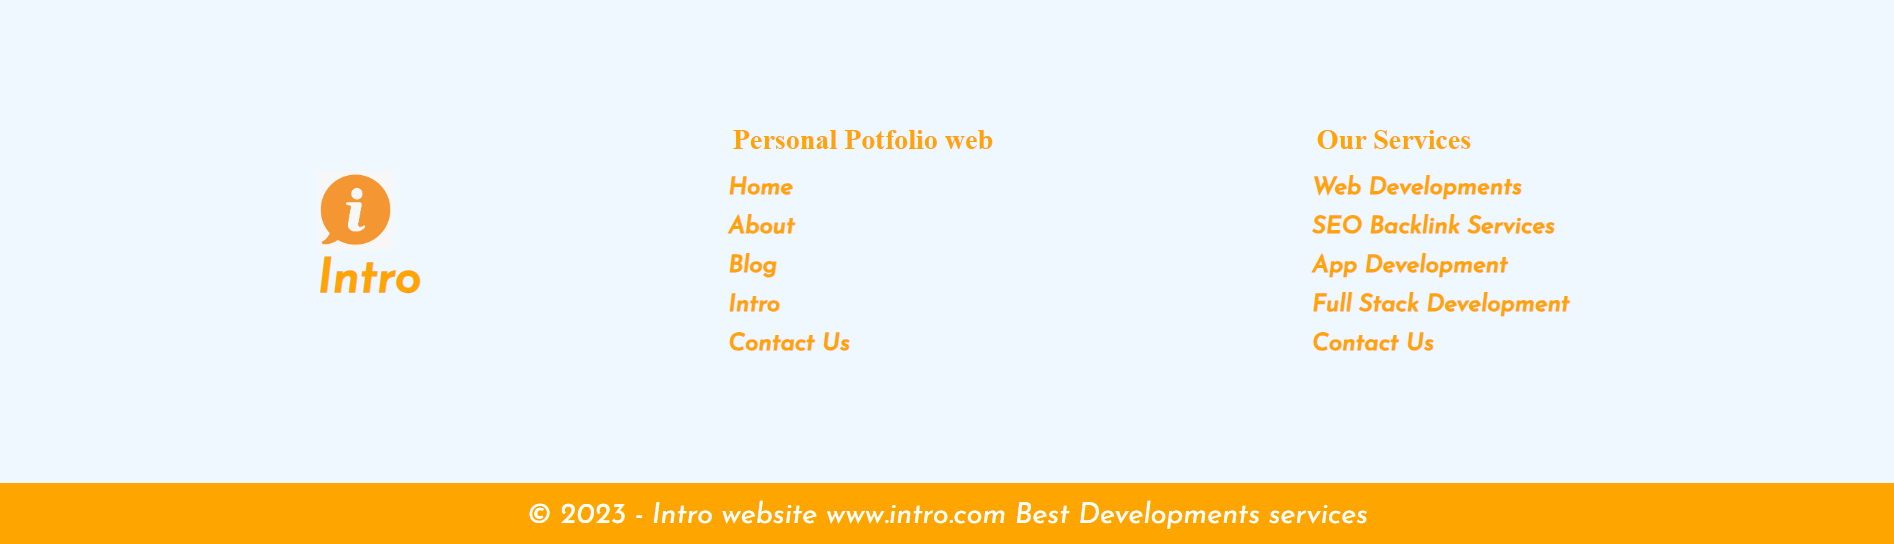 i
Intro
Personal Potfolio web
Home
About
Blog
Intro
Contact Us
Our Services
Web Developments
SEO Backlink Services
App Development
Full Stack Development
Contact Us
© 2023 - Intro website www.intro.com Best Developments services